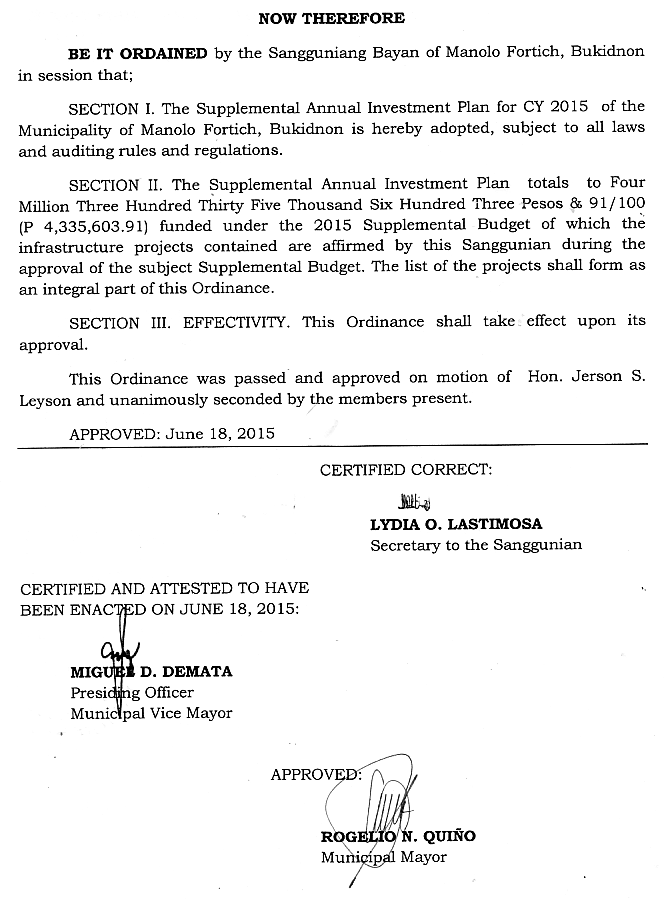 NOW THEREFORE
BE IT ORDAINED by the Sangguniang Bayan of Manolo Fortich, Bukidnon
in session that;
SECTION I. The Supplemental Annual Investment Plan for CY 2015 of the
Municipality of Manolo Fortich, Bukidnon is hereby adopted, subject to all laws
and auditing rules and regulations.
SECTION II. The Supplemental Annual Investment Plan totals to Four
Million Three Hundred Thirty Five Thousand Six Hundred Three Pesos & 91/100
(P 4,335,603.91) funded under the 2015 Supplemental Budget of which the
infrastructure projects contained are affirmed by this Sanggunian during the
approval of the subject Supplemental Budget. The list of the projects shall form as
an integral part of this Ordinance.
SECTION III. EFFECTIVITY. This Ordinance shall take effect upon its
approval.
This Ordinance was passed and approved on motion of Hon. Jerson S.
Leyson and unanimously seconded by the members present.
APPROVED: June 18, 2015
CERTIFIED CORRECT:
LYDIA O. LASTIMOSA
Secretary to the Sanggunian
CERTIFIED AND ATTESTED TO HAVE
BEEN ENACTED ON JUNE 18, 2015:
MIGUEL D. DEMATA
Presiding Officer
Municipal Vice Mayor
APPROVED:
ROGELIO N. QUIÑO
Municipal Mayor